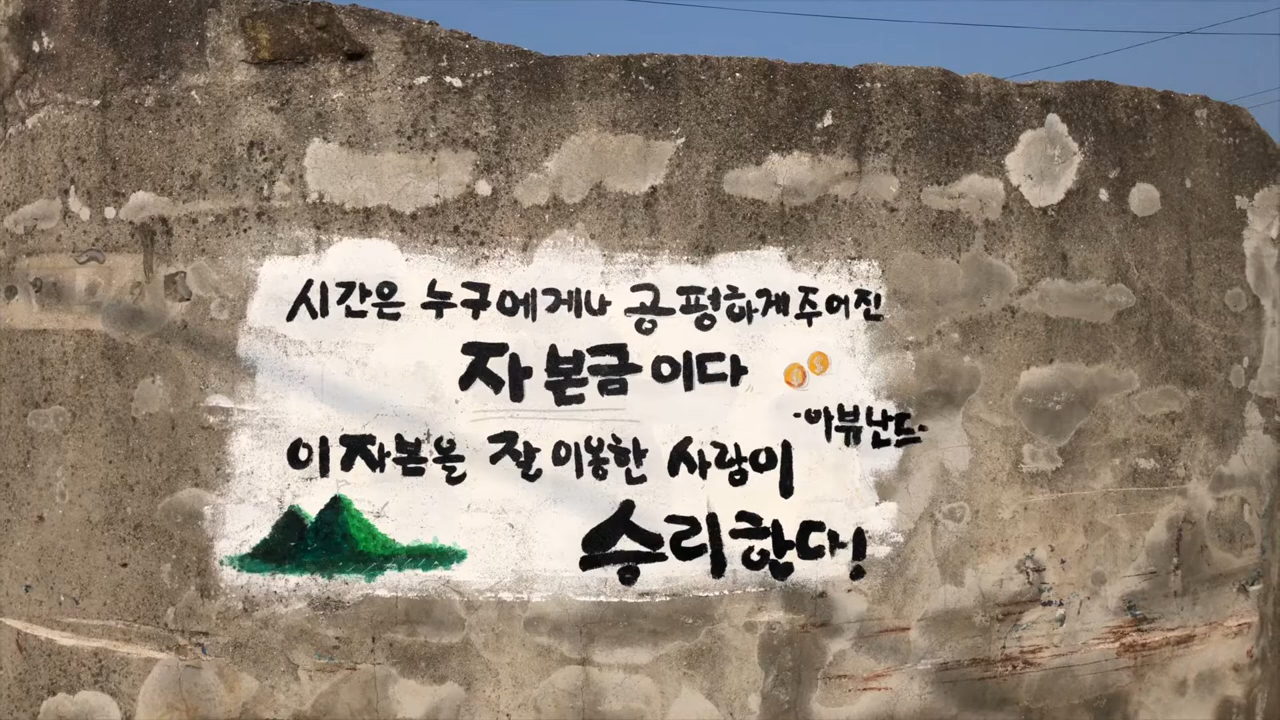 시간은 누구에게나 공평하게 주어진
자본금이다
-아뷰난드-
이 자본을 잘 이용한 사람이
승리한다!